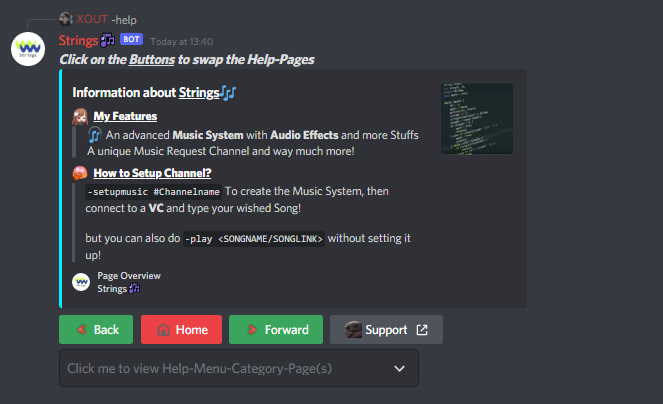 XOUT -help
Strings BOT Today at 13:40
Click on the Buttons to swap the Help-Pages
Information about Strings
My Features
An advanced Music System with Audio Effects and more Stuffs
A unique Music Request Channel and way much more!
How to Setup Channel?
-setupmusic #Channelname To create the Music System, then
connect to a VC and type your wished Song!
but you can also do -play <SONGNAME/SONGLINK> without setting it
up!
Page Overview
Strings
Back
Home
Forward
Support
Click me to view Help-Menu-Category-Page(s)